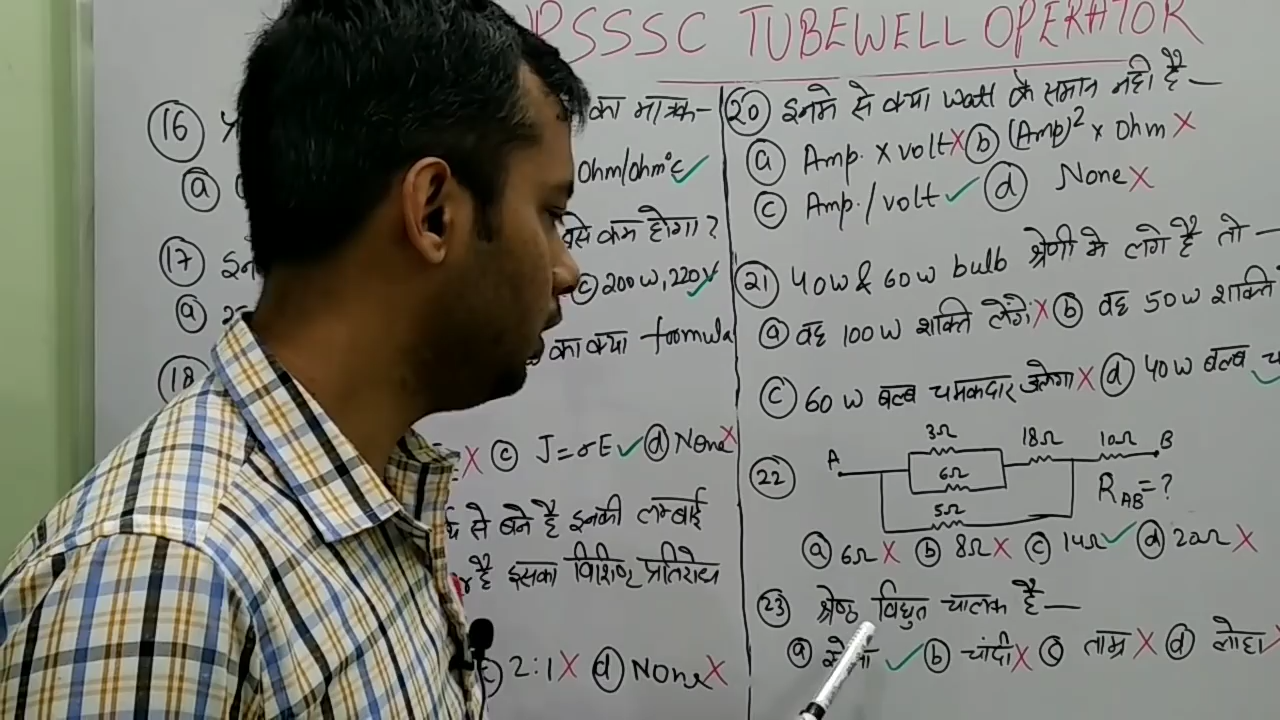 PSSSC TUBEWELL OPERATOR
16 का मात्रक-
a Ohm/ohm°c ✓
17 इन से कम होगा?
a c 200W, 220V ✓
18 का क्या formula
X c J=σE ✓ d None X
से बने है इनकी लम्बाई
है इसका विशिष्ट प्रतिरोध
c 2:1 X d None X
20 इनमे से क्या watt के समान नही है —
a Amp. x volt X b (Amp)² x ohm X
c Amp./volt ✓ d None X
21 40W & 60W bulb श्रेणी मे लगे है तो —
a वह 100W शक्ति लेंगे X b वह 50W शक्ति
c 60W बल्ब चमकदार जलेगा X d 40W बल्ब च ✓
3Ω 18Ω 10Ω
22 A 6Ω B
5Ω R_AB=?
a 6Ω X b 8Ω X c 14Ω ✓ d 20Ω X
23 श्रेष्ठ विधुत चालक है —
a ✓ b चांदी X c ताम्र X d लोहा X